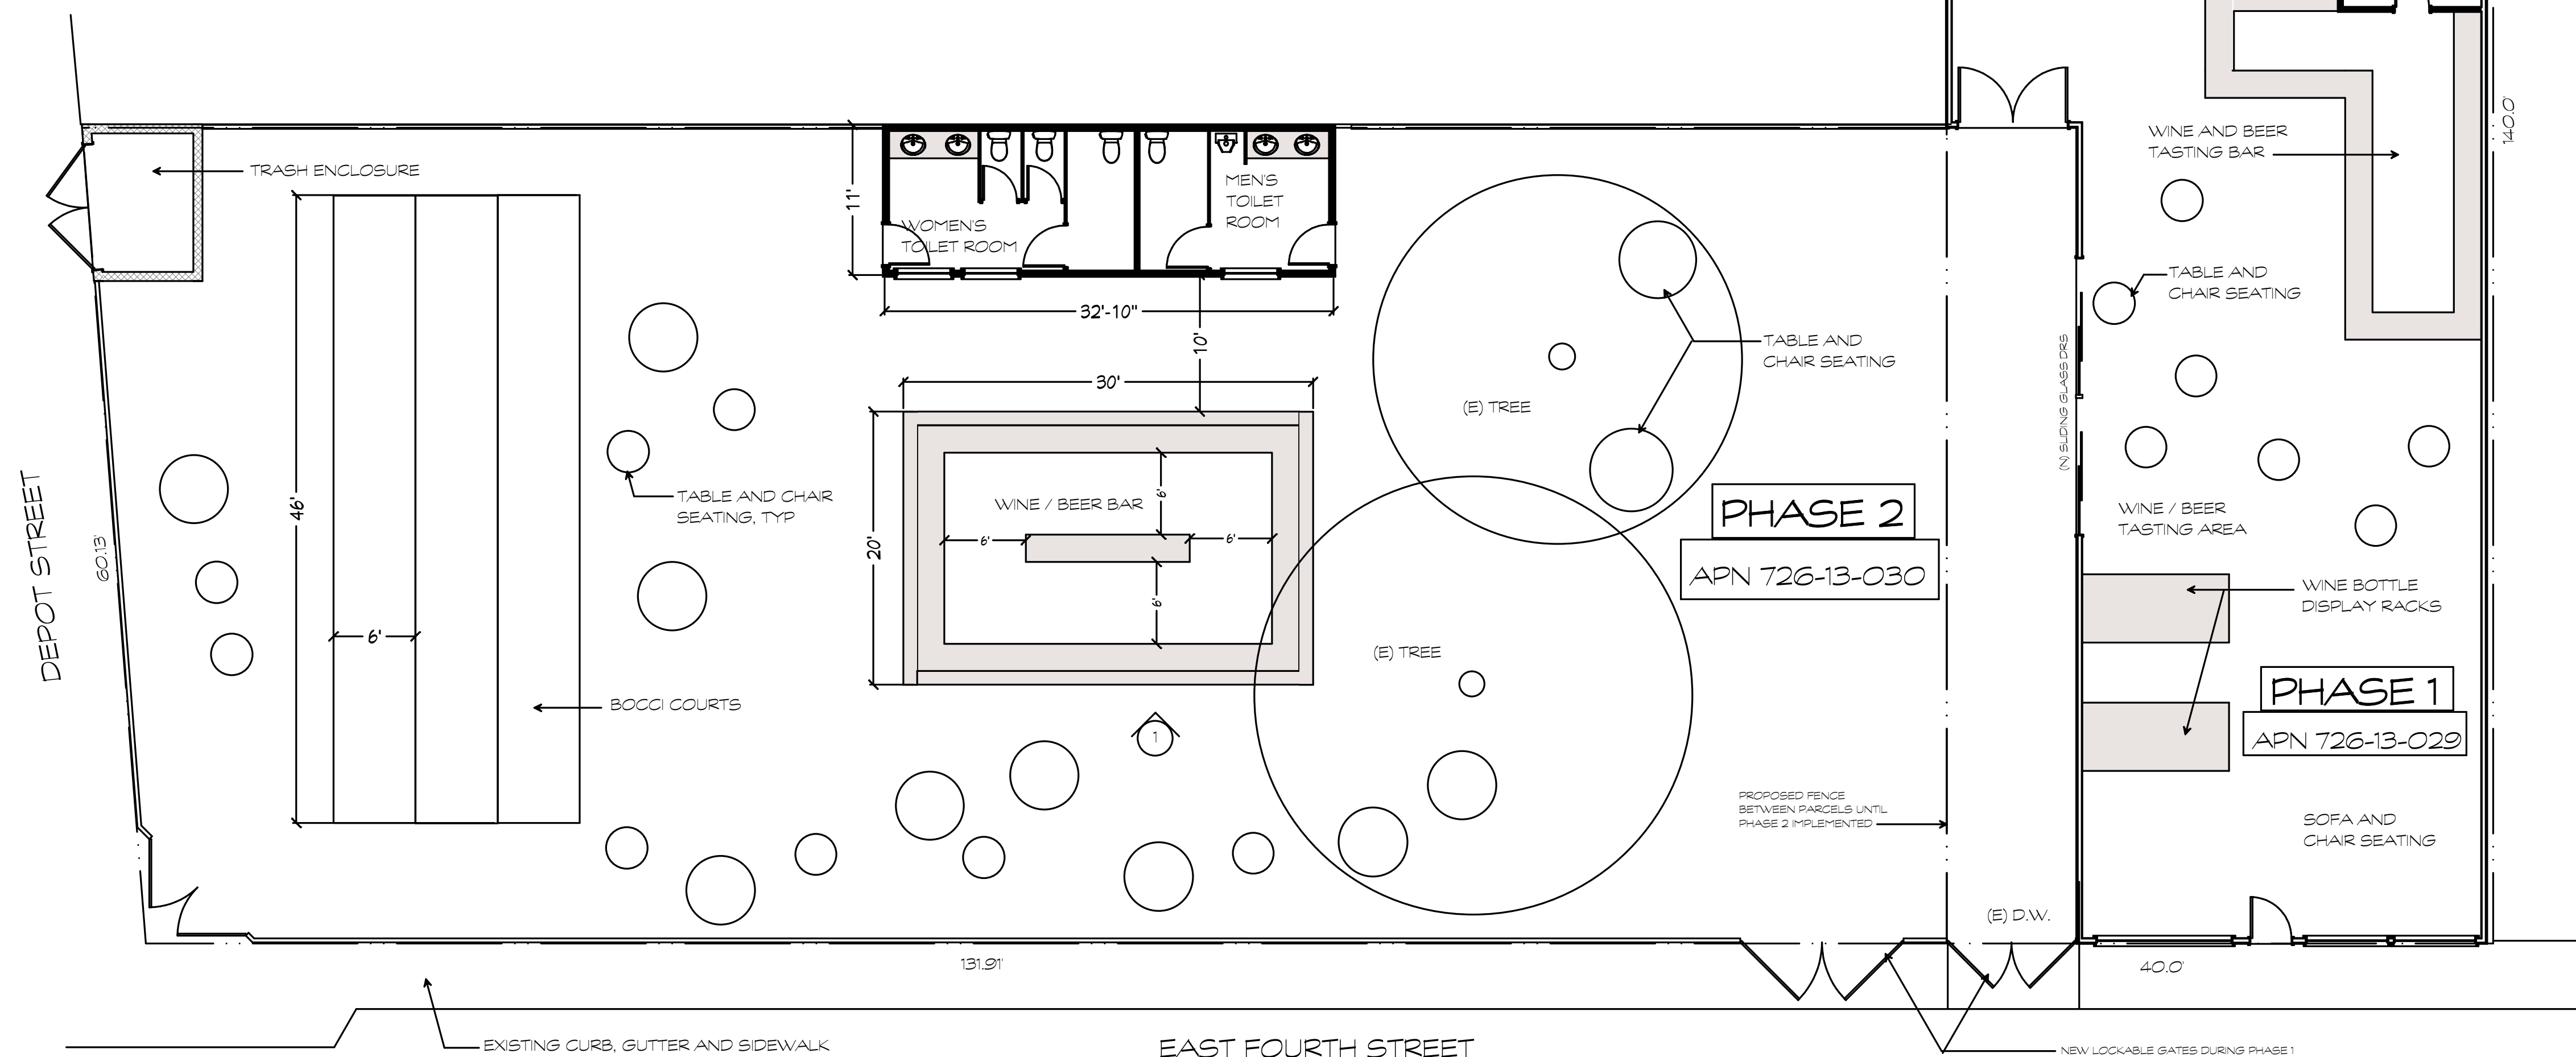 140.0'
WINE AND BEER
TASTING BAR
TRASH ENCLOSURE
11'
WOMEN'S
TOILET ROOM
MEN'S
TOILET
ROOM
TABLE AND
CHAIR SEATING
32'-10"
10'
TABLE AND
CHAIR SEATING
(N) SLIDING GLASS DRS
30'
(E) TREE
46'
TABLE AND CHAIR
SEATING, TYP
WINE / BEER BAR
6'
6'
6'
6'
20'
PHASE 2
APN 726-13-030
WINE / BEER
TASTING AREA
DEPOT STREET
60.13'
WINE BOTTLE
DISPLAY RACKS
6'
(E) TREE
PHASE 1
APN 726-13-029
BOCCI COURTS
1
PROPOSED FENCE
BETWEEN PARCELS UNTIL
PHASE 2 IMPLEMENTED
SOFA AND
CHAIR SEATING
(E) D.W.
131.91'
40.0'
EXISTING CURB, GUTTER AND SIDEWALK
EAST FOURTH STREET
NEW LOCKABLE GATES DURING PHASE 1